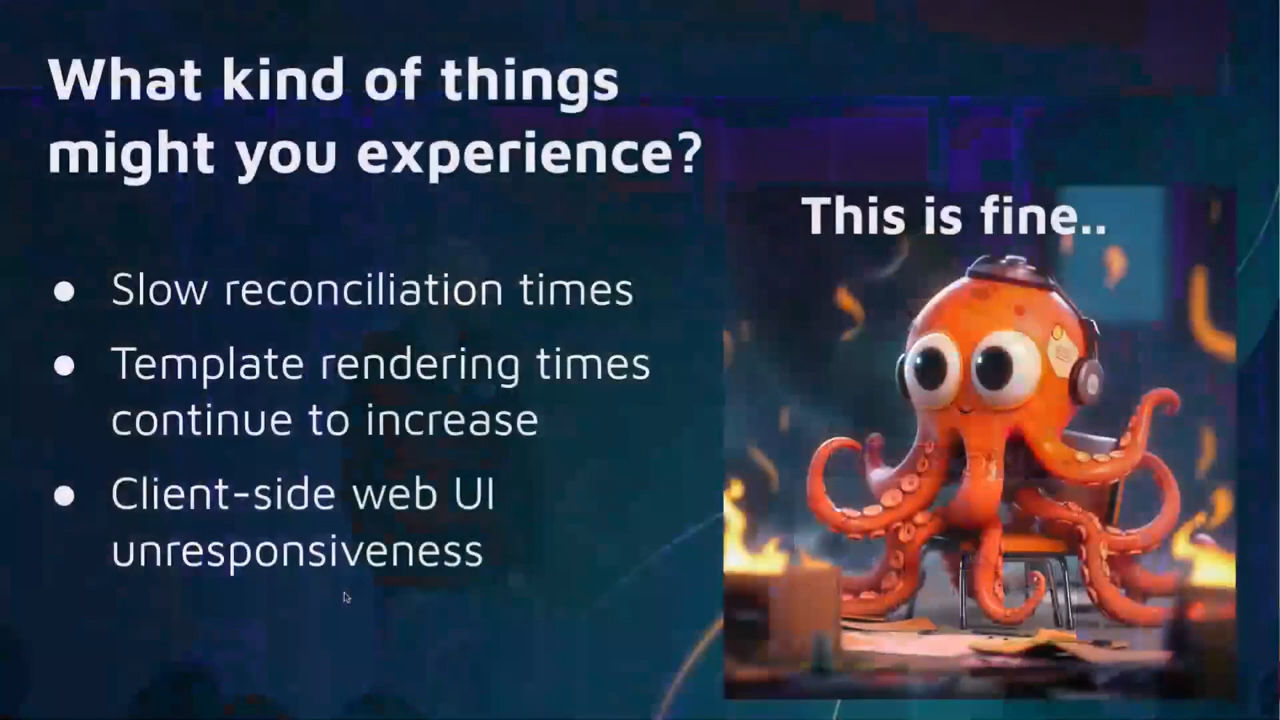 What kind of things
might you experience?
This is fine..
● Slow reconciliation times
● Template rendering times
continue to increase
● Client-side web UI
unresponsiveness